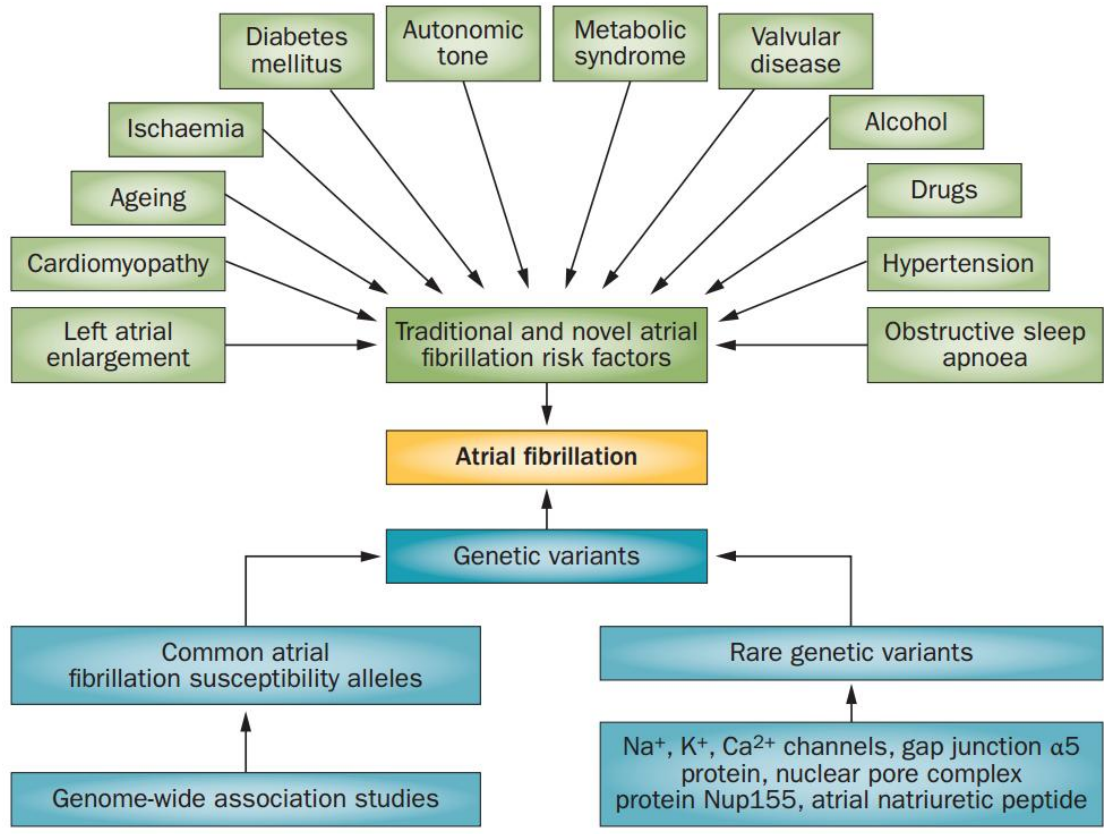 Diabetes
mellitus
Autonomic
tone
Metabolic
syndrome
Valvular
disease
Ischaemia
Alcohol
Ageing
Drugs
Cardiomyopathy
Hypertension
Left atrial
enlargement
Traditional and novel atrial
fibrillation risk factors
Obstructive sleep
apnoea
Atrial fibrillation
Genetic variants
Common atrial
fibrillation susceptibility alleles
Rare genetic variants
Genome-wide association studies
Na⁺, K⁺, Ca²⁺ channels, gap junction α5
protein, nuclear pore complex
protein Nup155, atrial natriuretic peptide